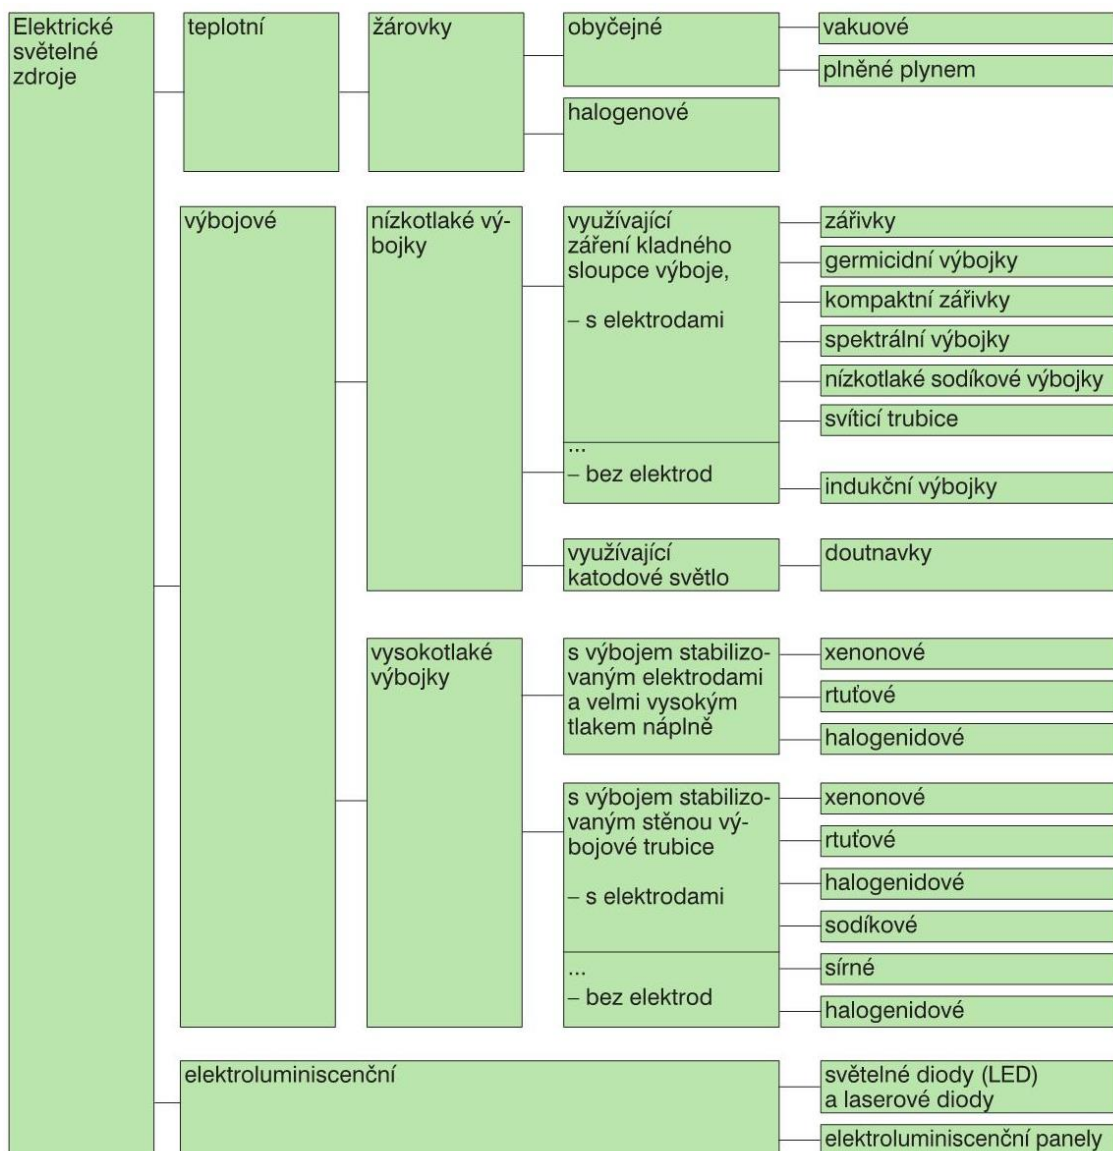 Elektrické
světelné
zdroje
teplotní
žárovky
obyčejné
vakuové
plněné plynem
halogenové
výbojové
nízkotlaké vý-
bojky
využívající
záření kladného
sloupce výboje,
– s elektrodami
zářivky
germicidní výbojky
kompaktní zářivky
spektrální výbojky
nízkotlaké sodíkové výbojky
svíticí trubice
...
– bez elektrod
indukční výbojky
využívající
katodové světlo
doutnavky
vysokotlaké
výbojky
s výbojem stabilizo-
vaným elektrodami
a velmi vysokým
tlakem náplně
xenonové
rtuťové
halogenidové
s výbojem stabilizo-
vaným stěnou vý-
bojové trubice
– s elektrodami
xenonové
rtuťové
halogenidové
sodíkové
...
– bez elektrod
sírné
halogenidové
elektroluminiscenční
světelné diody (LED)
a laserové diody
elektroluminiscenční panely